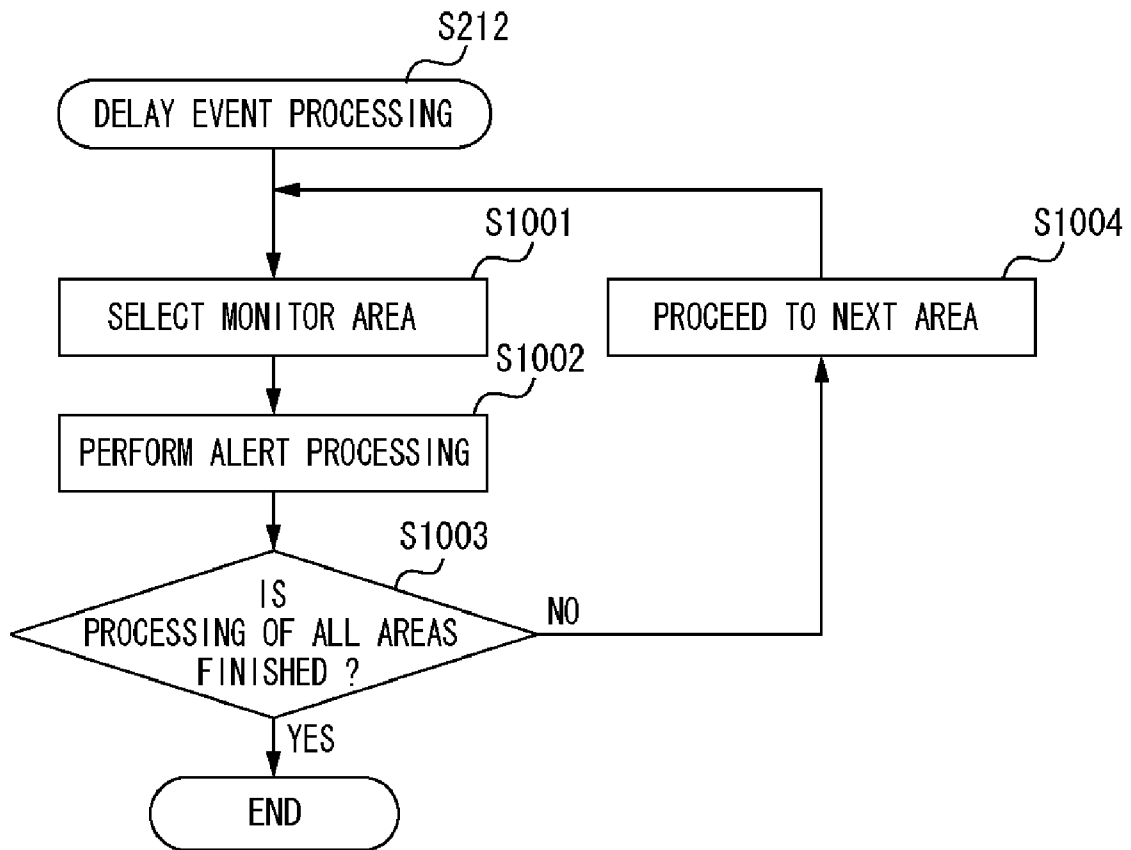 S212
DELAY EVENT PROCESSING
S1001
S1004
SELECT MONITOR AREA
PROCEED TO NEXT AREA
S1002
PERFORM ALERT PROCESSING
S1003
IS
PROCESSING OF ALL AREAS
FINISHED ?
NO
YES
END